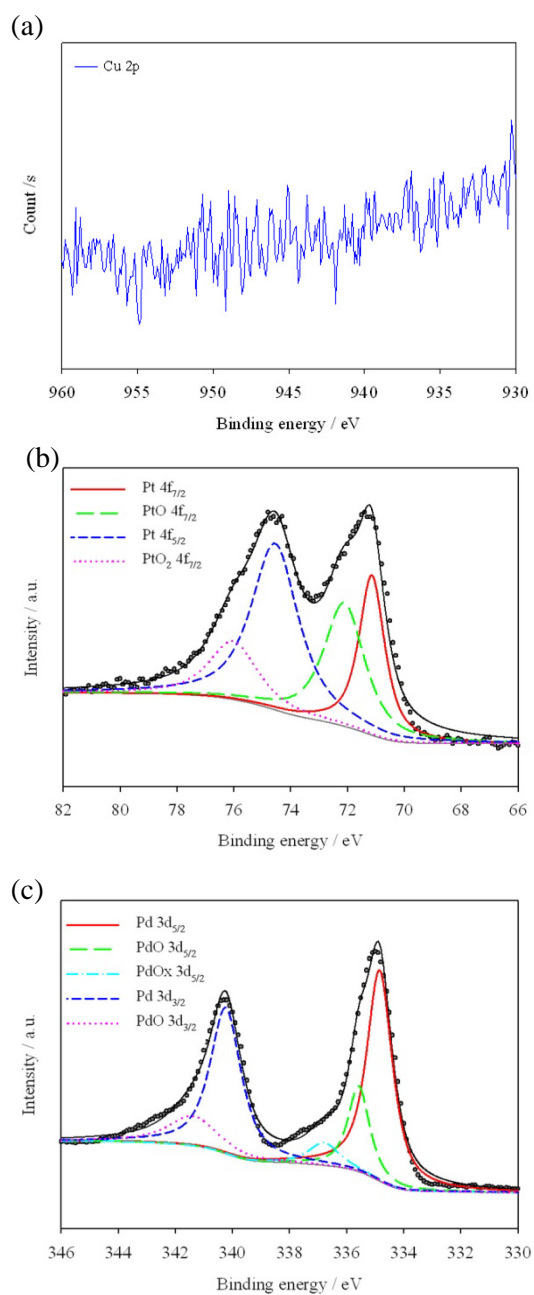 (a)
Cu 2p
Count /s
960 955 950 945 940 935 930
Binding energy / eV
(b)
Pt 4f7/2
PtO 4f7/2
Pt 4f5/2
PtO2 4f7/2
Intensity / a.u.
82 80 78 76 74 72 70 68 66
Binding energy / eV
(c)
Pd 3d5/2
PdO 3d5/2
PdOx 3d5/2
Pd 3d3/2
PdO 3d3/2
Intensity / a.u.
346 344 342 340 338 336 334 332 330
Binding energy / eV